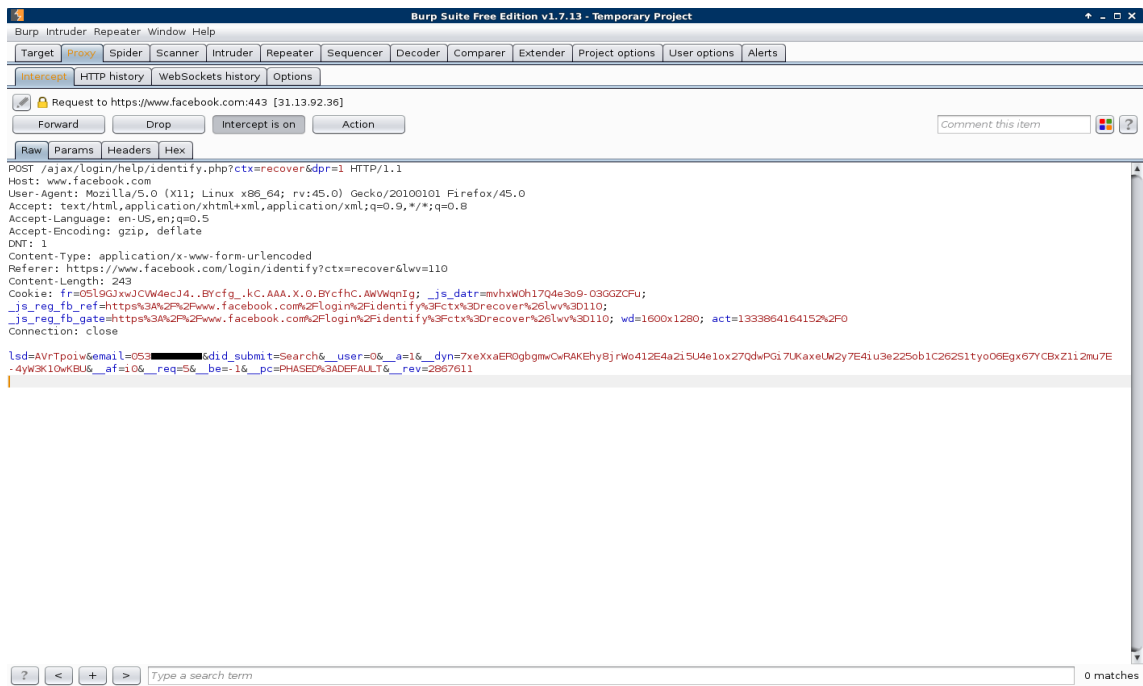 Burp Suite Free Edition v1.7.13 - Temporary Project
Burp Intruder Repeater Window Help
Target Proxy Spider Scanner Intruder Repeater Sequencer Decoder Comparer Extender Project options User options Alerts
Intercept HTTP history WebSockets history Options
Request to https://www.facebook.com:443 [31.13.92.36]
Forward Drop Intercept is on Action Comment this item ?
Raw Params Headers Hex
POST /ajax/login/help/identify.php?ctx=recover&dpr=1 HTTP/1.1
Host: www.facebook.com
User-Agent: Mozilla/5.0 (X11; Linux x86_64; rv:45.0) Gecko/20100101 Firefox/45.0
Accept: text/html,application/xhtml+xml,application/xml;q=0.9,*/*;q=0.8
Accept-Language: en-US,en;q=0.5
Accept-Encoding: gzip, deflate
DNT: 1
Content-Type: application/x-www-form-urlencoded
Referer: https://www.facebook.com/login/identify?ctx=recover&lwv=110
Content-Length: 243
Cookie: fr=05l9GJxwJCVW4ecJ4..BYcfg_.kC.AAA.X.0.BYcfhC.AWVWqnIg; _js_datr=mvhxWOh17Q4e3o9-03GGZCFu;
_js_reg_fb_ref=https%3A%2F%2Fwww.facebook.com%2Flogin%2Fidentify%3Fctx%3Drecover%26lwv%3D110;
_js_reg_fb_gate=https%3A%2F%2Fwww.facebook.com%2Flogin%2Fidentify%3Fctx%3Drecover%26lwv%3D110; wd=1600x1280; act=1333864164152%2F0
Connection: close
lsd=AVrTpoiw&email=053 &did_submit=Search&__user=0&__a=1&__dyn=7xeXxaER0gbgmwCwRAKEhy8jrWo412E4a2i5U4e1ox27QdwPGi7UKaxeUW2y7E4iu3e225ob1C262S1tyo06Egx67YCBxZ1i2mu7E
-4yW3K10wKBU&__af=i0&__req=5&__be=-1&__pc=PHASED%3ADEFAULT&__rev=2867611
? < + > Type a search term 0 matches